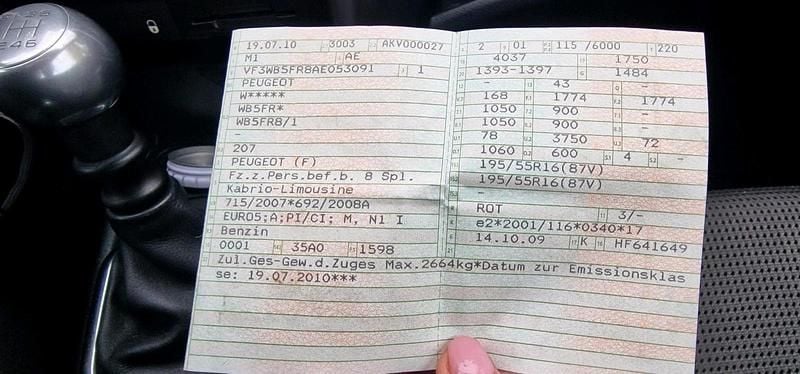 19.07.10 3003 AKV000027
M1 AE
VF3WB5FR8AE053091 1
PEUGEOT
W*****
WB5FR*
WB5FR8/1
-
207
PEUGEOT (F)
Fz.z.Pers.bef.b. 8 Spl.
Kabrio-Limousine
715/2007*692/2008A
EURO5;A;PI/CI; M, N1 I
Benzin
0001 35A0 1598
2 01 115 /6000 220
4037 1750
1393-1397 1484
- 43 -
168 1774 1774
1050 900 -
1050 900 -
78 3750 72
1060 600 4 -
195/55R16(87V)
195/55R16(87V)
-
ROT 3/-
e2*2001/116*0340*17
14.10.09 K HF641649
Zul.Ges-Gew.d.Zuges Max.2664kg*Datum zur Emissionsklas
se: 19.07.2010***